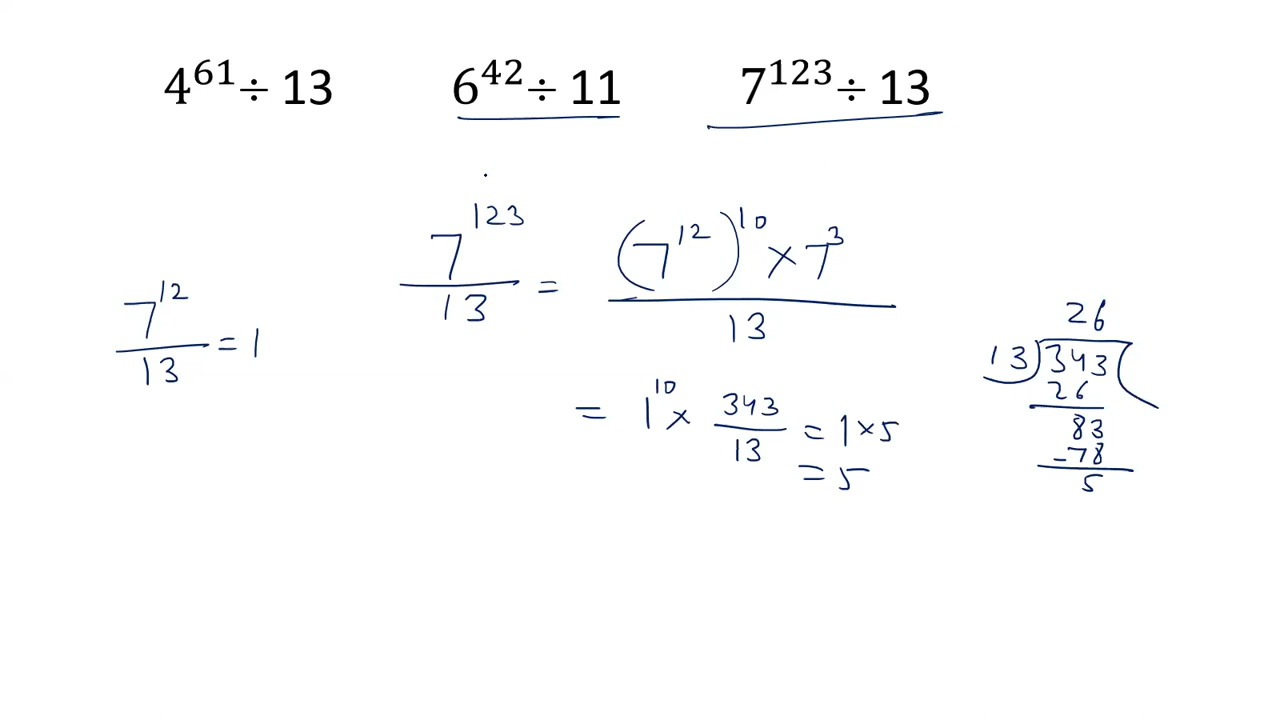 4^61 ÷ 13    6^42 ÷ 11    7^123 ÷ 13
7^123 / 13 = (7^12)^10 × 7^3 / 13
7^12 / 13 = 1
= 1^10 × 343 / 13 = 1 × 5
= 5
26
13)343(
26
83
-78
5